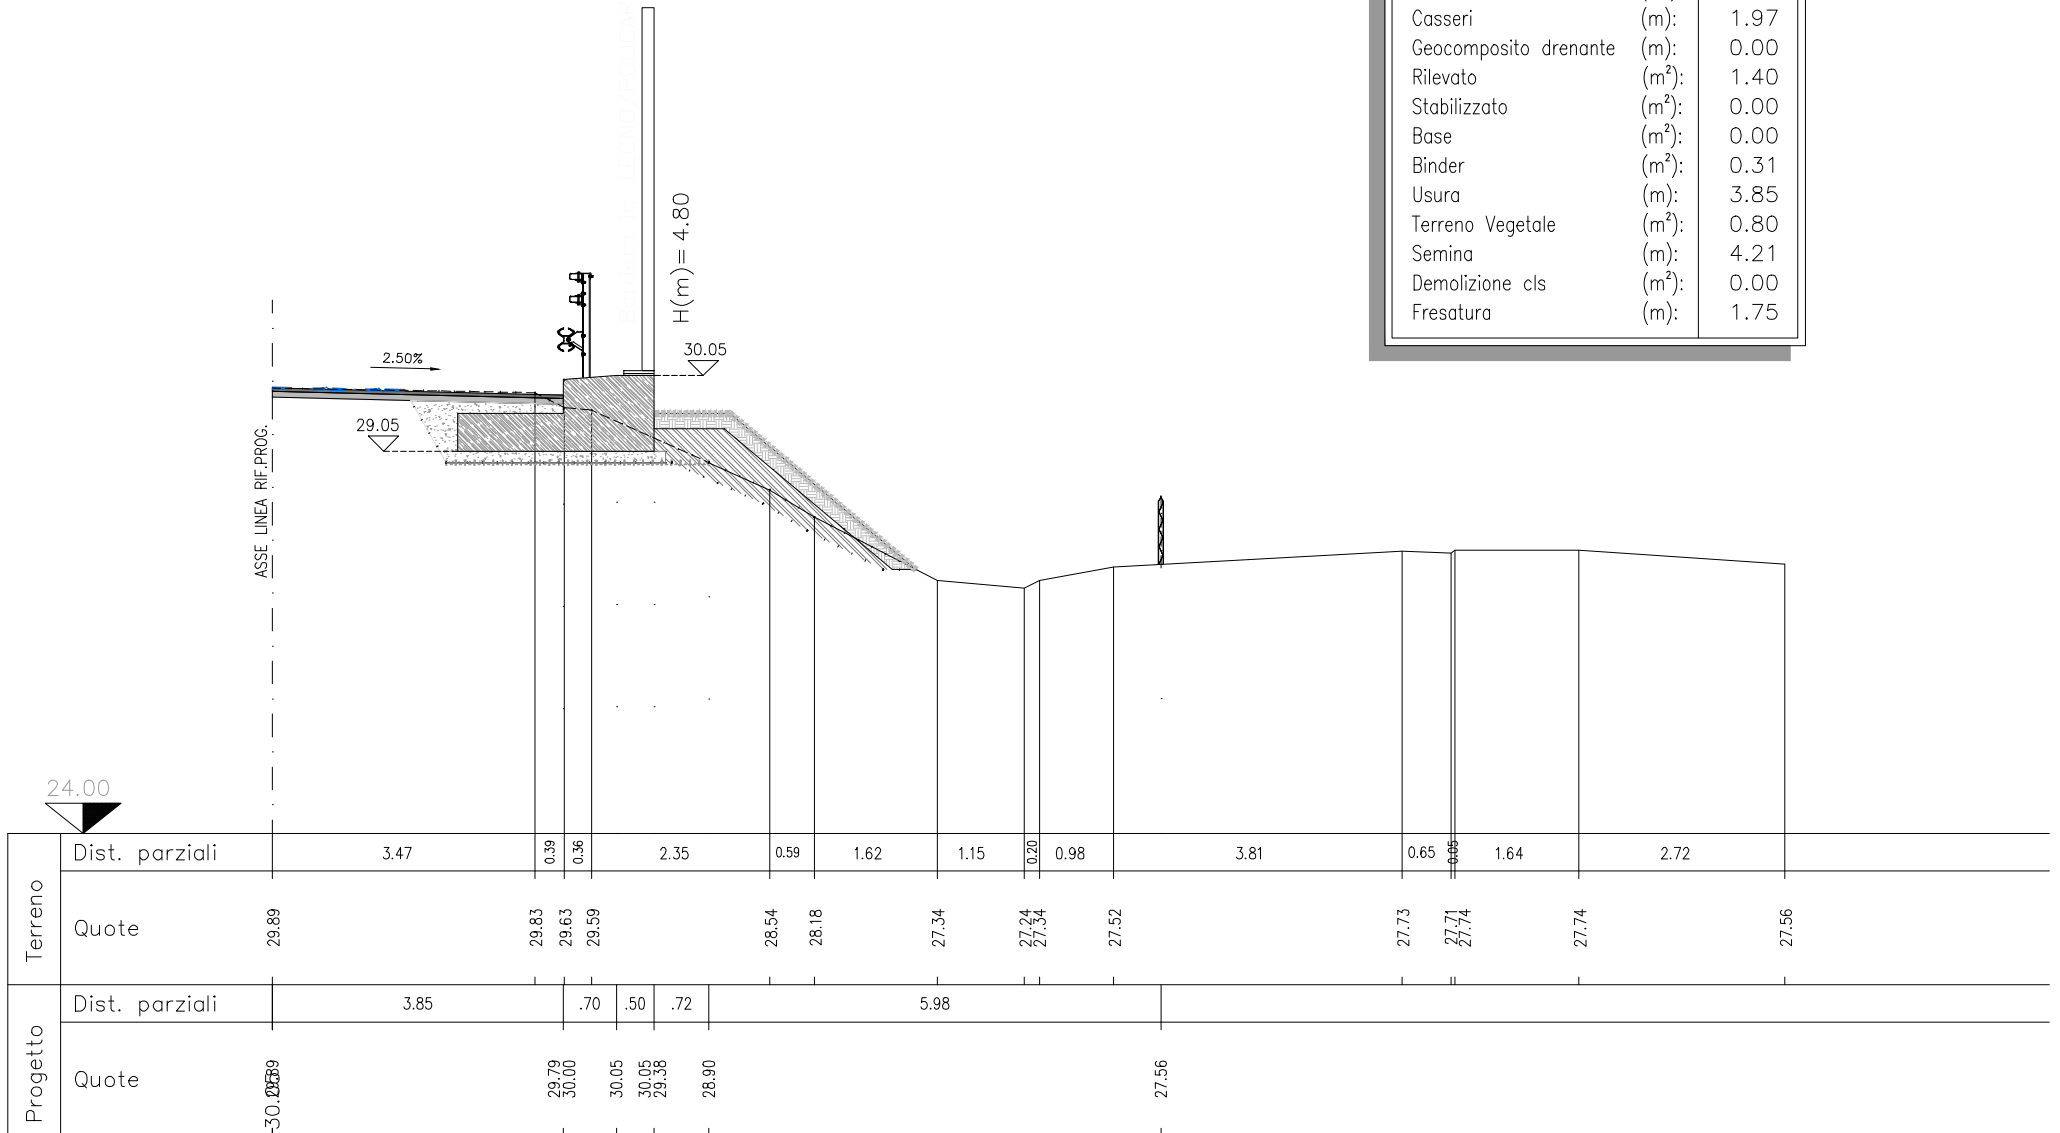 Casseri (m): 1.97
Geocomposito drenante (m): 0.00
Rilevato (m²): 1.40
Stabilizzato (m²): 0.00
Base (m²): 0.00
Binder (m²): 0.31
Usura (m): 3.85
Terreno Vegetale (m²): 0.80
Semina (m): 4.21
Demolizione cls (m²): 0.00
Fresatura (m): 1.75
H(m)= 4.80
30.05
2.50%
29.05
ASSE LINEA RIF.PROG.
24.00
Terreno
Dist. parziali 3.47 0.39 0.36 2.35 0.59 1.62 1.15 0.20 0.98 3.81 0.65 0.05 1.64 2.72
Quote 29.89 29.83 29.63 29.59 28.54 28.18 27.34 27.24 27.34 27.52 27.73 27.71 27.74 27.74 27.56
Progetto
Dist. parziali 3.85 .70 .50 .72 5.98
Quote 29.89 29.79 30.00 30.05 30.05 29.38 28.90 27.56